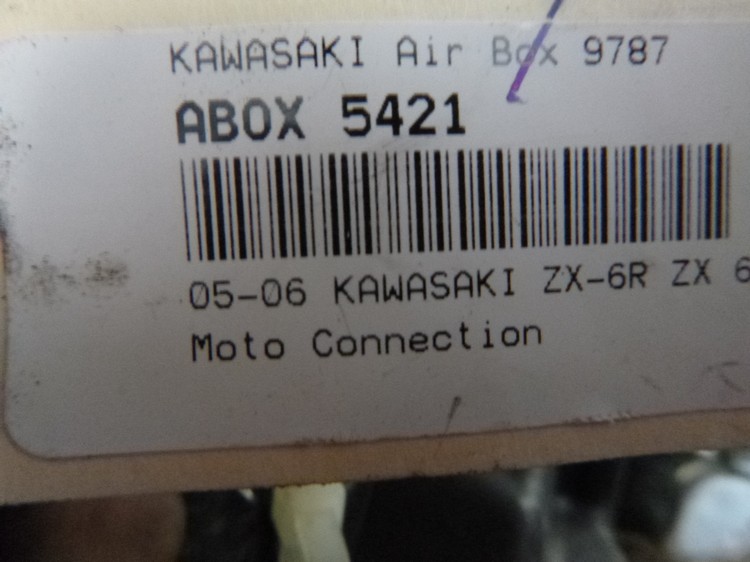 KAWASAKI Air Box 9787
ABOX 5421
05-06 KAWASAKI ZX-6R ZX 6
Moto Connection